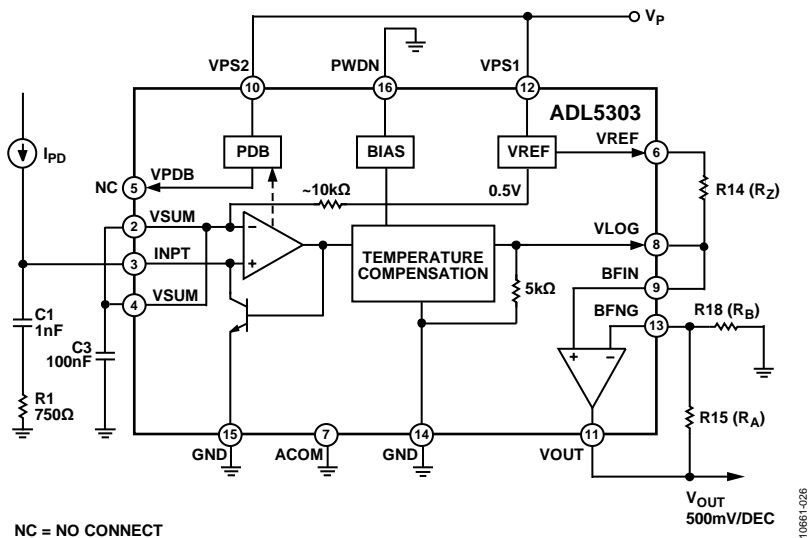 VP
VPS2
PWDN
VPS1
10
16
12
ADL5303
VREF
6
IPD
PDB
BIAS
VREF
R14 (RZ)
NC
5
VPDB
~10kΩ
0.5V
2
VSUM
VLOG
8
3
INPT
TEMPERATURE
COMPENSATION
5kΩ
BFIN
9
4
VSUM
BFNG
13
R18 (RB)
C1
1nF
C3
100nF
R1
750Ω
R15 (RA)
15
7
14
11
GND
ACOM
GND
VOUT
VOUT
500mV/DEC
NC = NO CONNECT
10661-026
− 
+
+
−